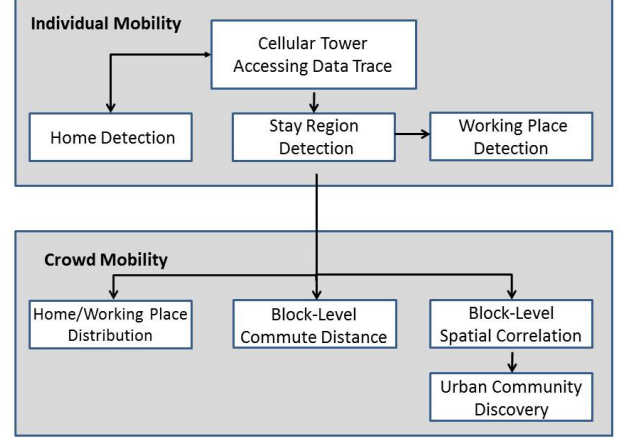 Individual Mobility
Cellular Tower
Accessing Data Trace
Home Detection
Stay Region
Detection
Working Place
Detection
Crowd Mobility
Home/Working Place
Distribution
Block-Level
Commute Distance
Block-Level
Spatial Correlation
Urban Community
Discovery